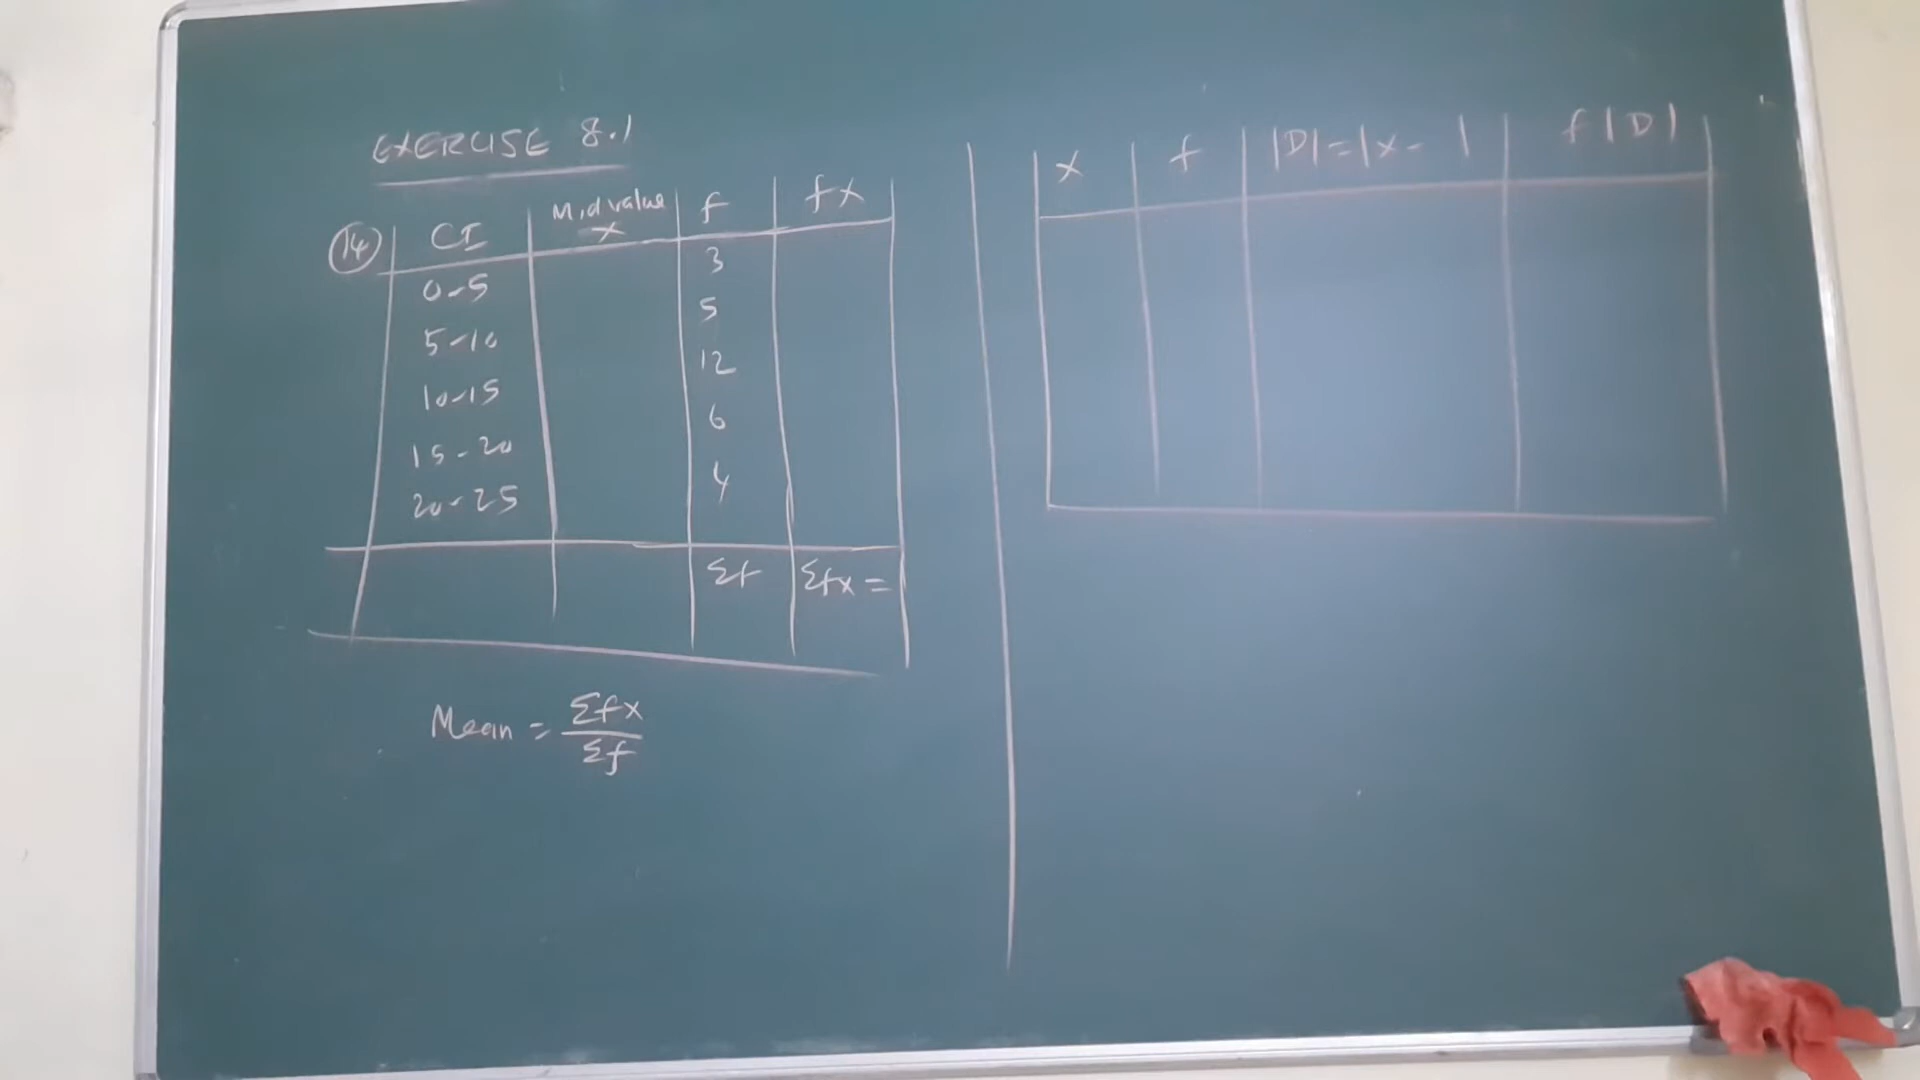 EXERCISE 8.1
14 CI Mid value x f fx
0-5 3
5-10 5
10-15 12
15-20 6
20-25 4
Σf Σfx =
Mean = Σfx / Σf
x f |D|=|x- | f|D|